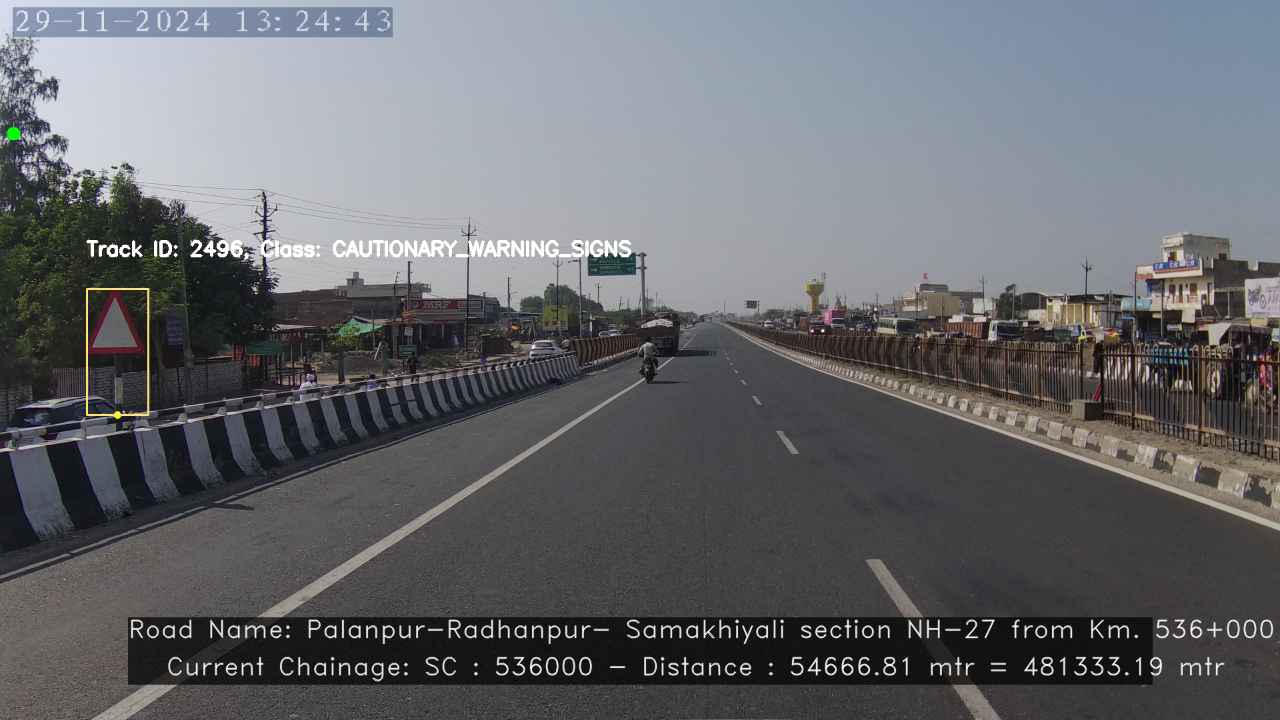 29-11-2024 13:24:43
Track ID: 2496, Class: CAUTIONARY_WARNING_SIGNS
Road Name: Palanpur-Radhanpur- Samakhiyali section NH-27 from Km. 536+000
Current Chainage: SC : 536000 - Distance : 54666.81 mtr = 481333.19 mtr